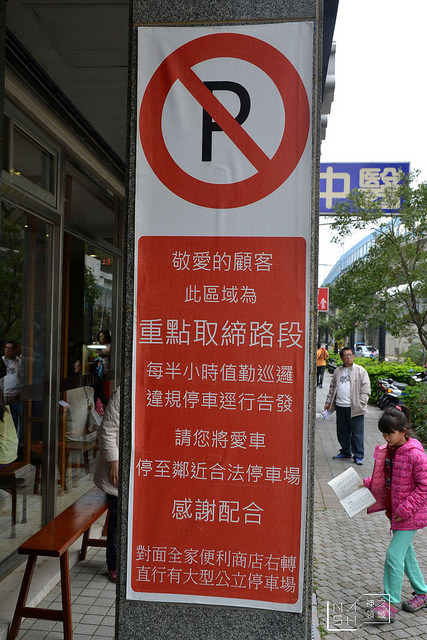 P
中醫
敬愛的顧客
此區域為
重點取締路段
每半小時值勤巡邏
違規停車逕行告發
請您將愛車
停至鄰近合法停車場
感謝配合
對面全家便利商店右轉
直行有大型公立停車場